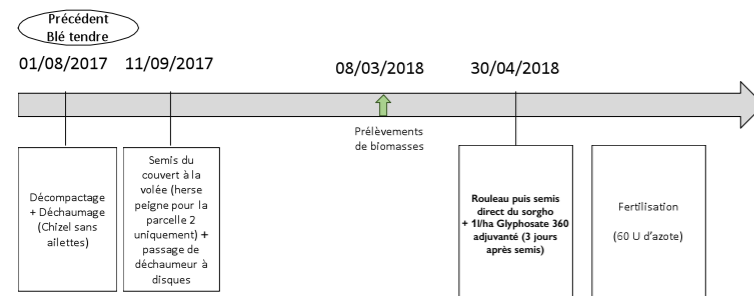 Précédent
Blé tendre
01/08/2017
11/09/2017
08/03/2018
30/04/2018
Prélèvements
de biomasses
Décompactage
+ Déchaumage
(Chizel sans
ailettes)
Semis du
couvert à la
volée (herse
peigne pour la
parcelle 2
uniquement) +
passage de
déchaumeur à
disques
Rouleau puis semis
direct du sorgho
+ 1l/ha Glyphosate 360
adjuvanté (3 jours
après semis)
Fertilisation
(60 U d'azote)